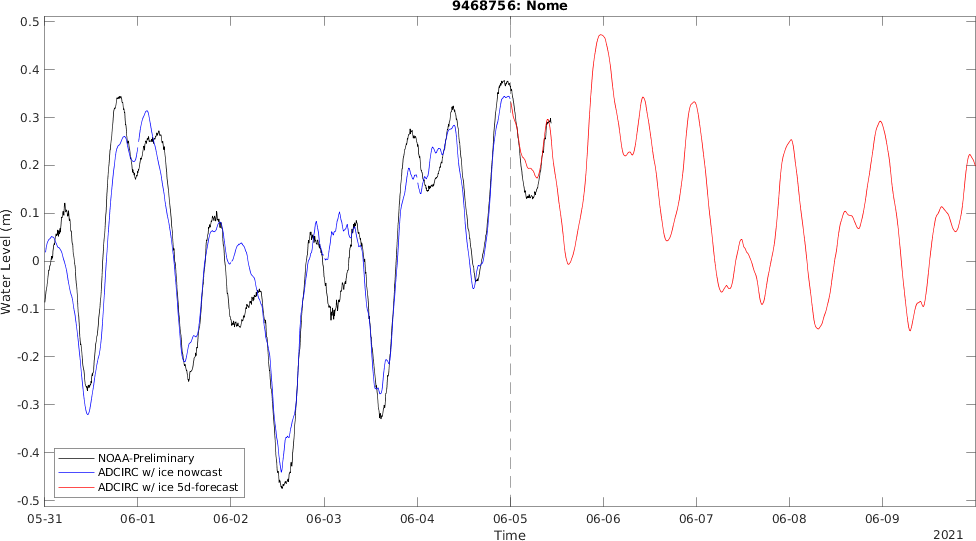 9468756: Nome
0.5
0.4
0.3
0.2
0.1
0
-0.1
-0.2
-0.3
-0.4
-0.5
Water Level (m)
NOAA-Preliminary
ADCIRC w/ ice nowcast
ADCIRC w/ ice 5d-forecast
05-31 06-01 06-02 06-03 06-04 06-05 06-06 06-07 06-08 06-09
Time
2021